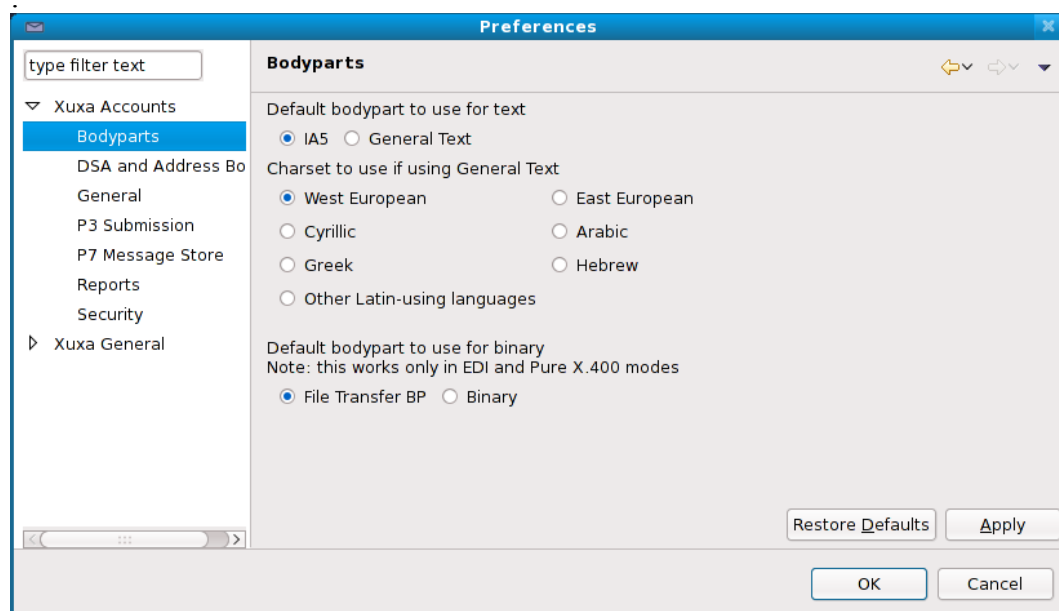 Preferences
type filter text
Xuxa Accounts
Bodyparts
DSA and Address Bo
General
P3 Submission
P7 Message Store
Reports
Security
Xuxa General
Bodyparts
Default bodypart to use for text
IA5 General Text
Charset to use if using General Text
West European East European
Cyrillic Arabic
Greek Hebrew
Other Latin-using languages
Default bodypart to use for binary
Note: this works only in EDI and Pure X.400 modes
File Transfer BP Binary
Restore Defaults Apply
OK Cancel